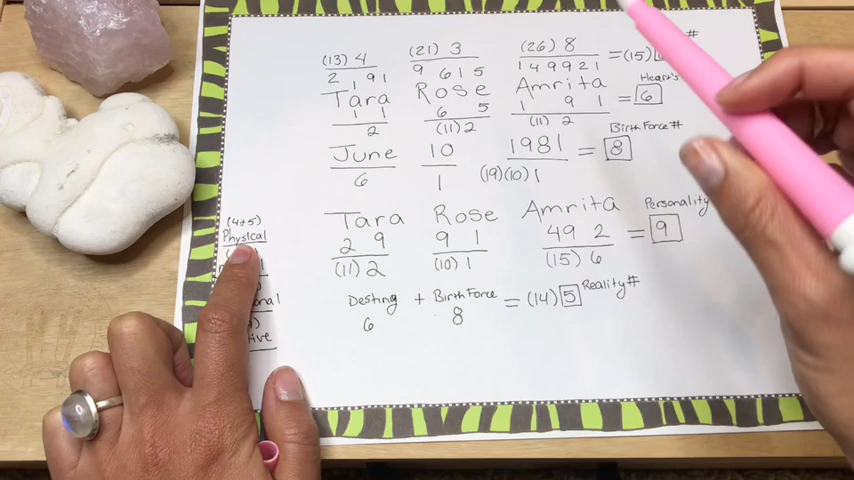 (13) 4 (21) 3 (26) 8 #
2 1 9 1 9 6 1 5 1 4 9 9 2 1 = (15)
Tara Rose Amrita Heart's
1 1 6 5 1 9 1 = 6
2 (11) 2 (11) 2
June 10 1981 = 8 Birth Force #
6 1 (19)(10) 1
Tara Rose Amrita Personality
2 9 9 1 4 9 2 = 9
(11) 2 (10) 1 (15) 6
(4+5)
Physical
Destiny + Birth Force = (14) 5 Reality #
6 8